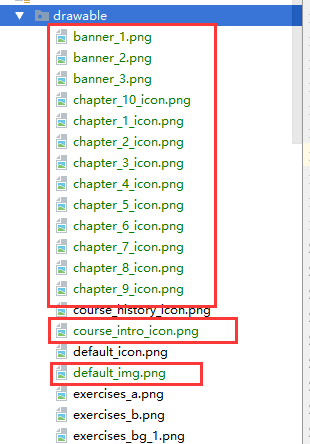 drawable
banner_1.png
banner_2.png
banner_3.png
chapter_10_icon.png
chapter_1_icon.png
chapter_2_icon.png
chapter_3_icon.png
chapter_4_icon.png
chapter_5_icon.png
chapter_6_icon.png
chapter_7_icon.png
chapter_8_icon.png
chapter_9_icon.png
course_history_icon.png
course_intro_icon.png
default_icon.png
default_img.png
exercises_a.png
exercises_b.png
exercises_bg_1.png